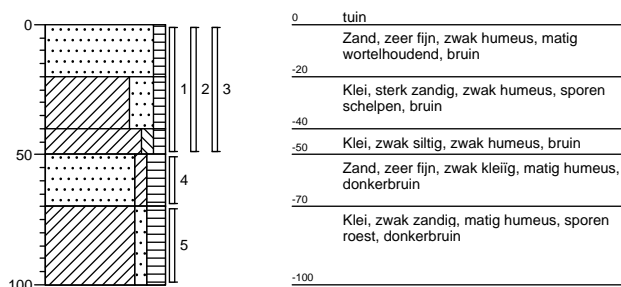 0
50
100
1 2 3
4
5
0 tuin
Zand, zeer fijn, zwak humeus, matig
wortelhoudend, bruin
-20
Klei, sterk zandig, zwak humeus, sporen
schelpen, bruin
-40
Klei, zwak siltig, zwak humeus, bruin
-50
Zand, zeer fijn, zwak kleiïg, matig humeus,
donkerbruin
-70
Klei, zwak zandig, matig humeus, sporen
roest, donkerbruin
-100